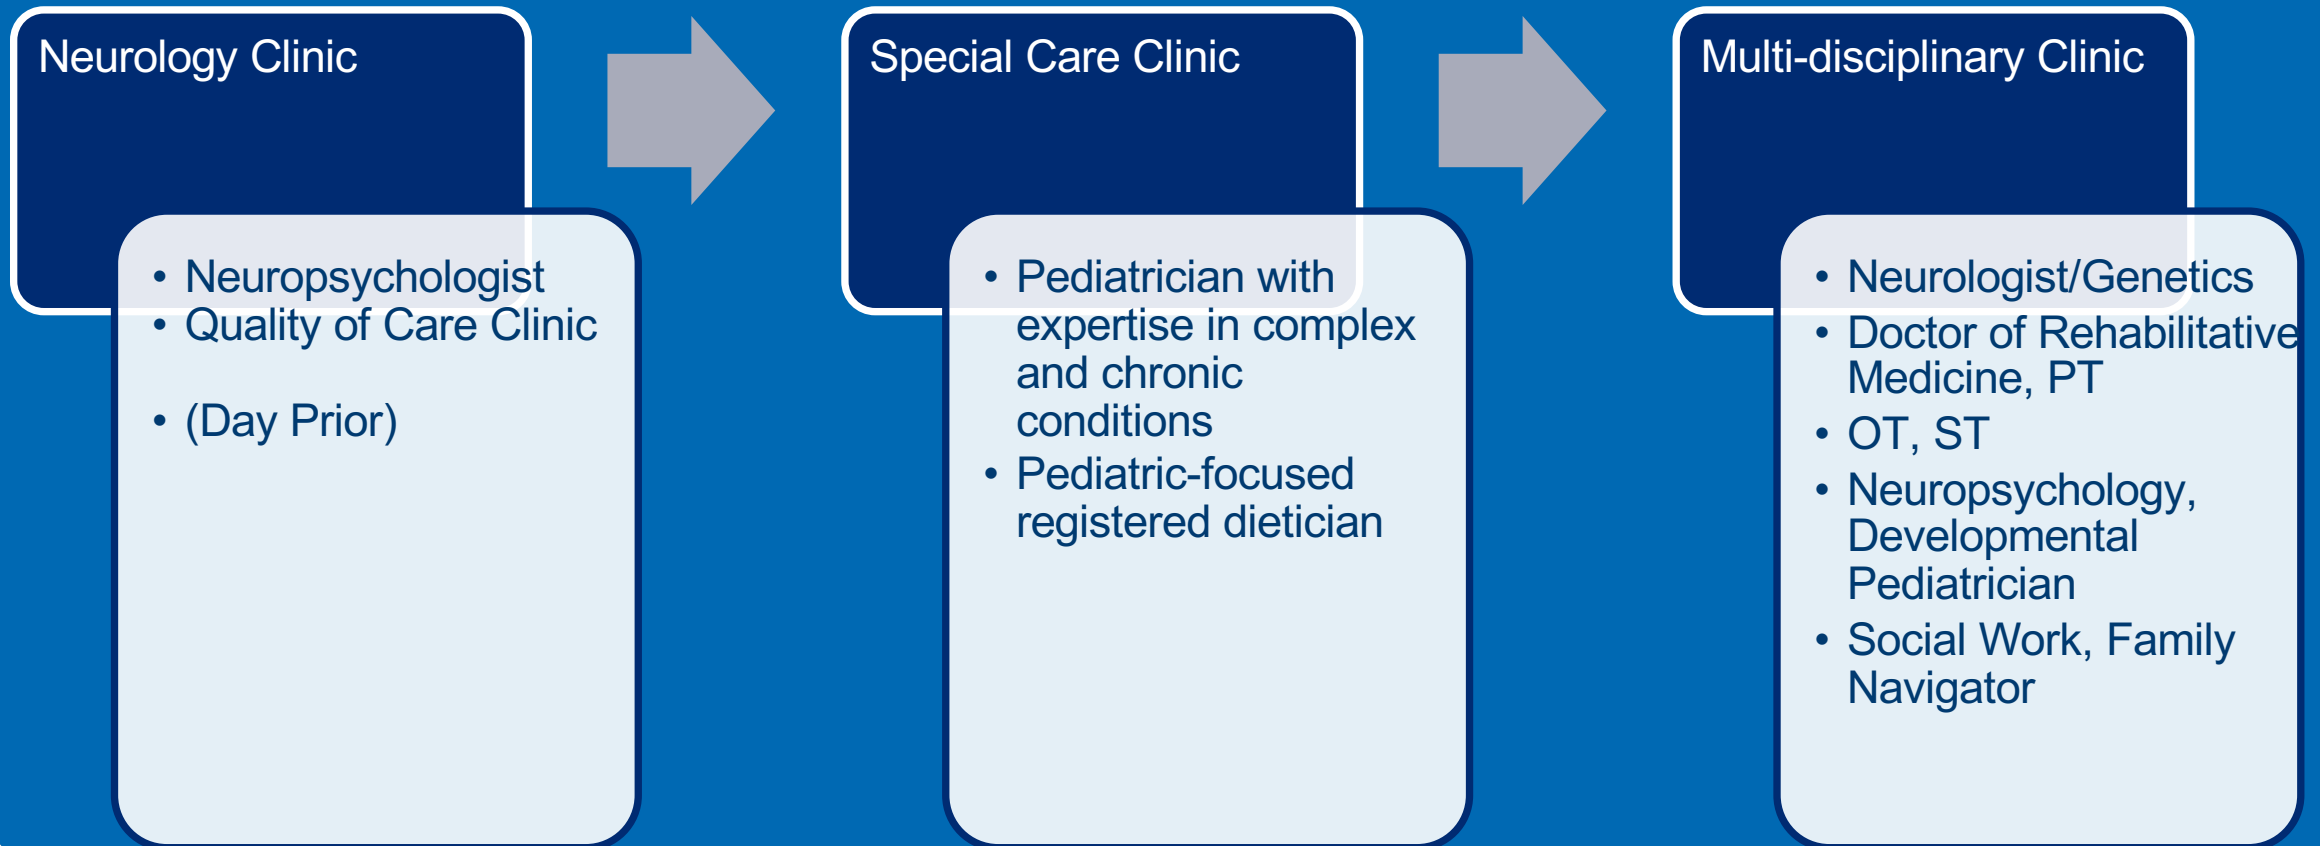 Neurology Clinic
• Neuropsychologist
• Quality of Care Clinic
• (Day Prior)
Special Care Clinic
• Pediatrician with
expertise in complex
and chronic
conditions
• Pediatric-focused
registered dietician
Multi-disciplinary Clinic
• Neurologist/Genetics
• Doctor of Rehabilitative
Medicine, PT
• OT, ST
• Neuropsychology,
Developmental
Pediatrician
• Social Work, Family
Navigator